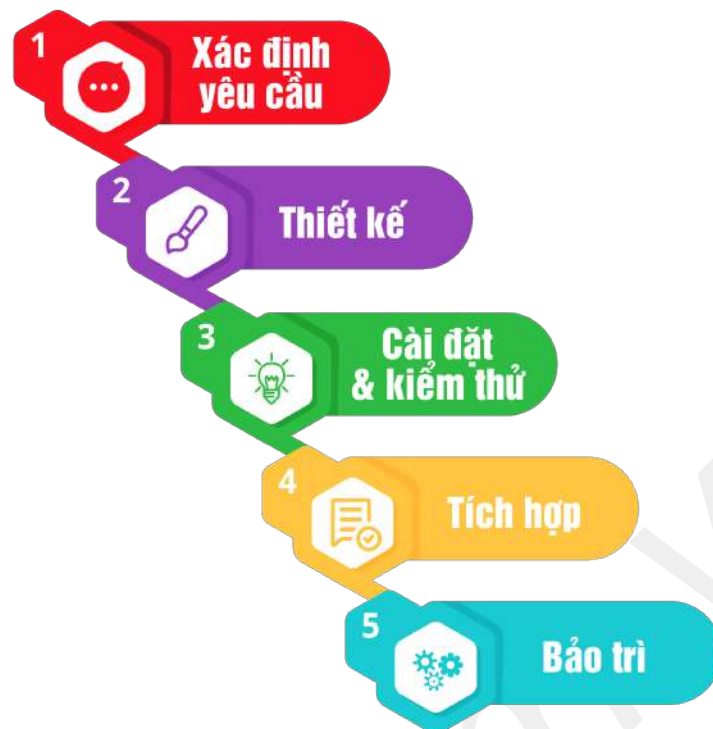 1
Xác định
yêu cầu
2
Thiết kế
3
Cài đặt
& kiểm thử
4
Tích hợp
5
Bảo trì